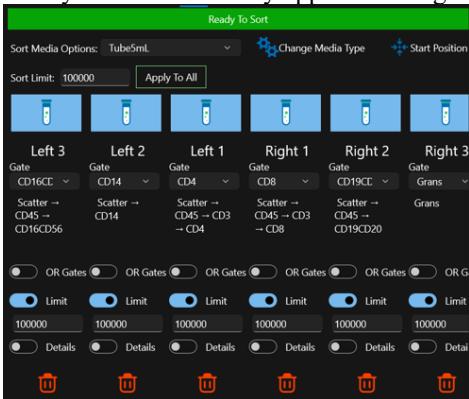 Ready To Sort
Sort Media Options: Tube5mL Change Media Type Start Position
Sort Limit: 100000 Apply To All
Left 3 Left 2 Left 1 Right 1 Right 2 Right 3
Gate Gate Gate Gate Gate Gate
CD16CD CD14 CD4 CD8 CD19CD Grans
Scatter → Scatter → Scatter → Scatter → Scatter → Grans
CD45 → CD14 CD45 → CD3 CD45 → CD3 CD45 →
CD16CD56 → CD4 → CD8 CD19CD20
OR Gates OR Gates OR Gates OR Gates OR Gates OR G
Limit Limit Limit Limit Limit Limit
100000 100000 100000 100000 100000 100000
Details Details Details Details Details Detai